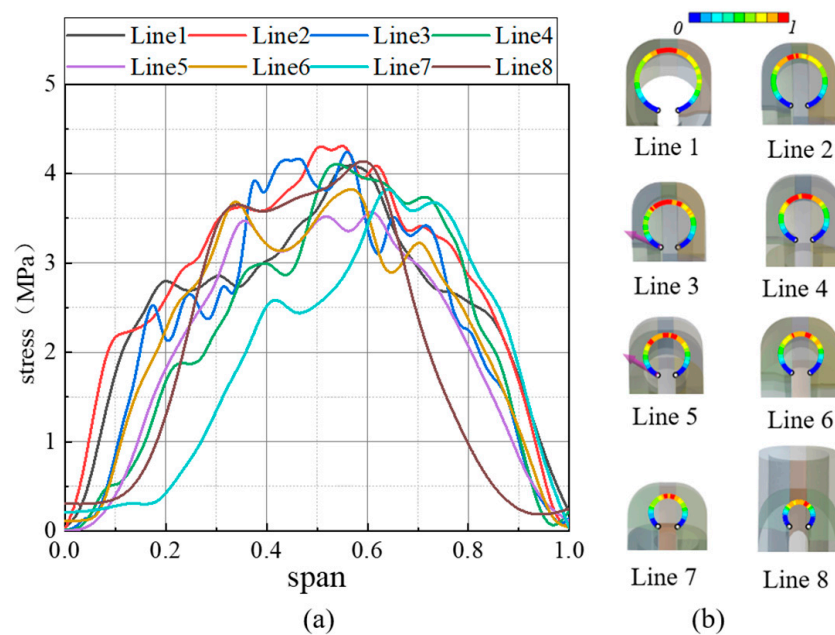 Line1 Line2 Line3 Line4
Line5 Line6 Line7 Line8
5
4
3
2
1
0
stress（MPa）
0.0 0.2 0.4 0.6 0.8 1.0
span
(a)
0 1
Line 1 Line 2
Line 3 Line 4
Line 5 Line 6
Line 7 Line 8
(b)